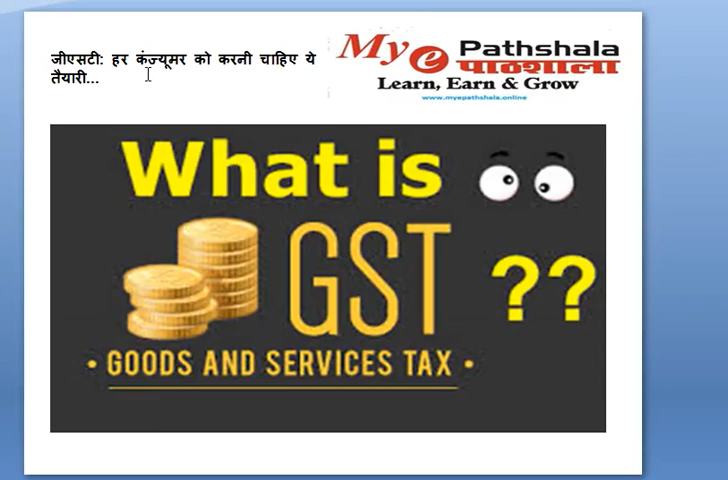 जीएसटी: हर कंज्यूमर को करनी चाहिए ये
तैयारी...
My e Pathshala
पाठशाला
Learn, Earn & Grow
www.myepathshala.online
What is
GST ??
• GOODS AND SERVICES TAX •